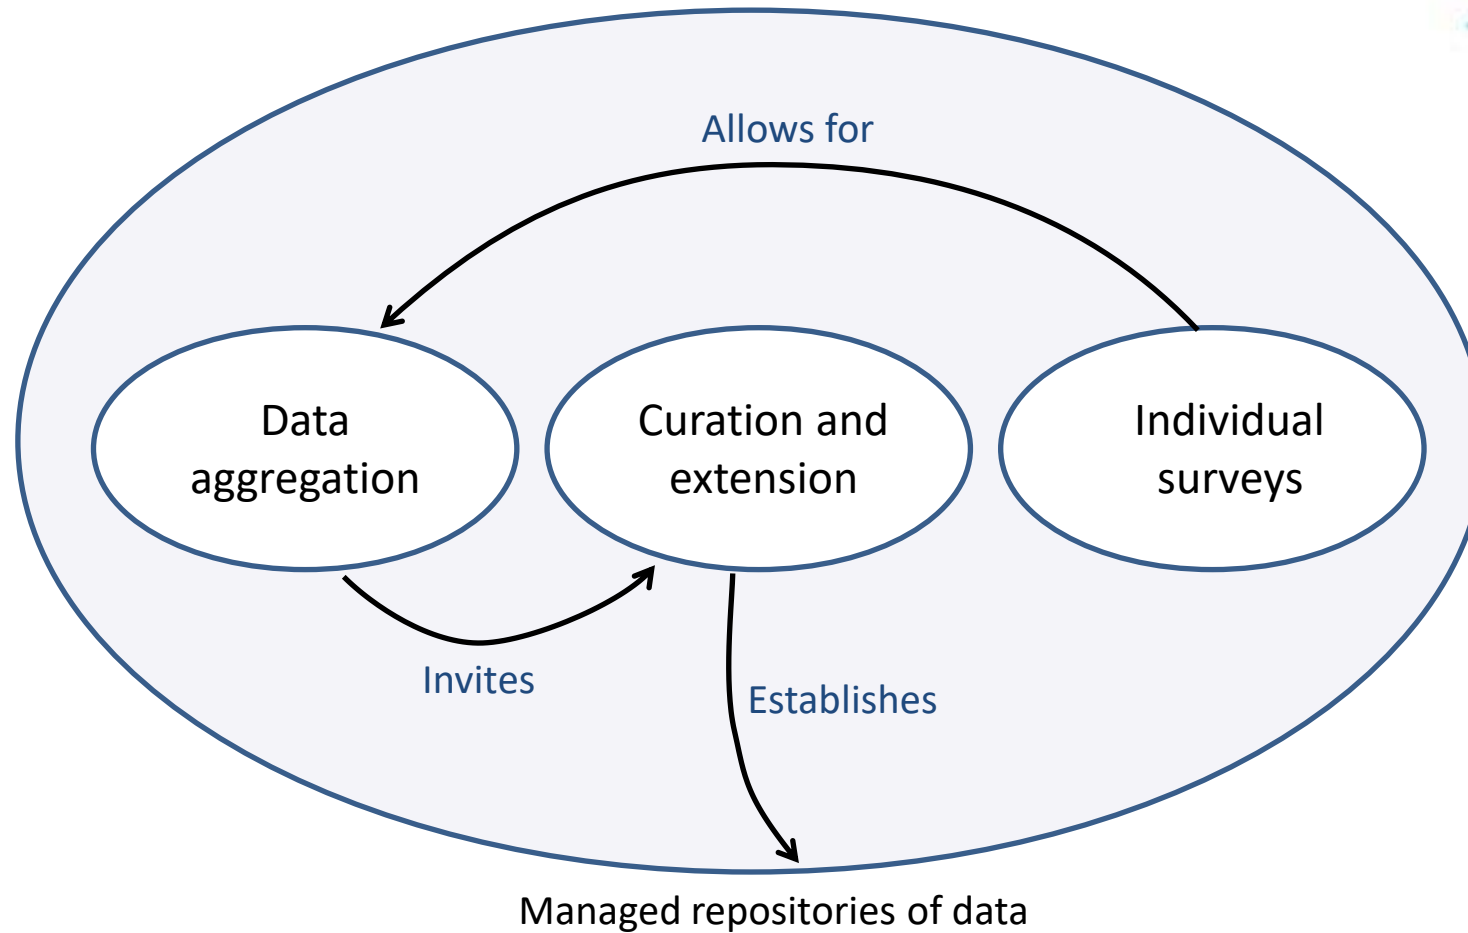 Allows for
Data
aggregation
Curation and
extension
Individual
surveys
Invites
Establishes
Managed repositories of data